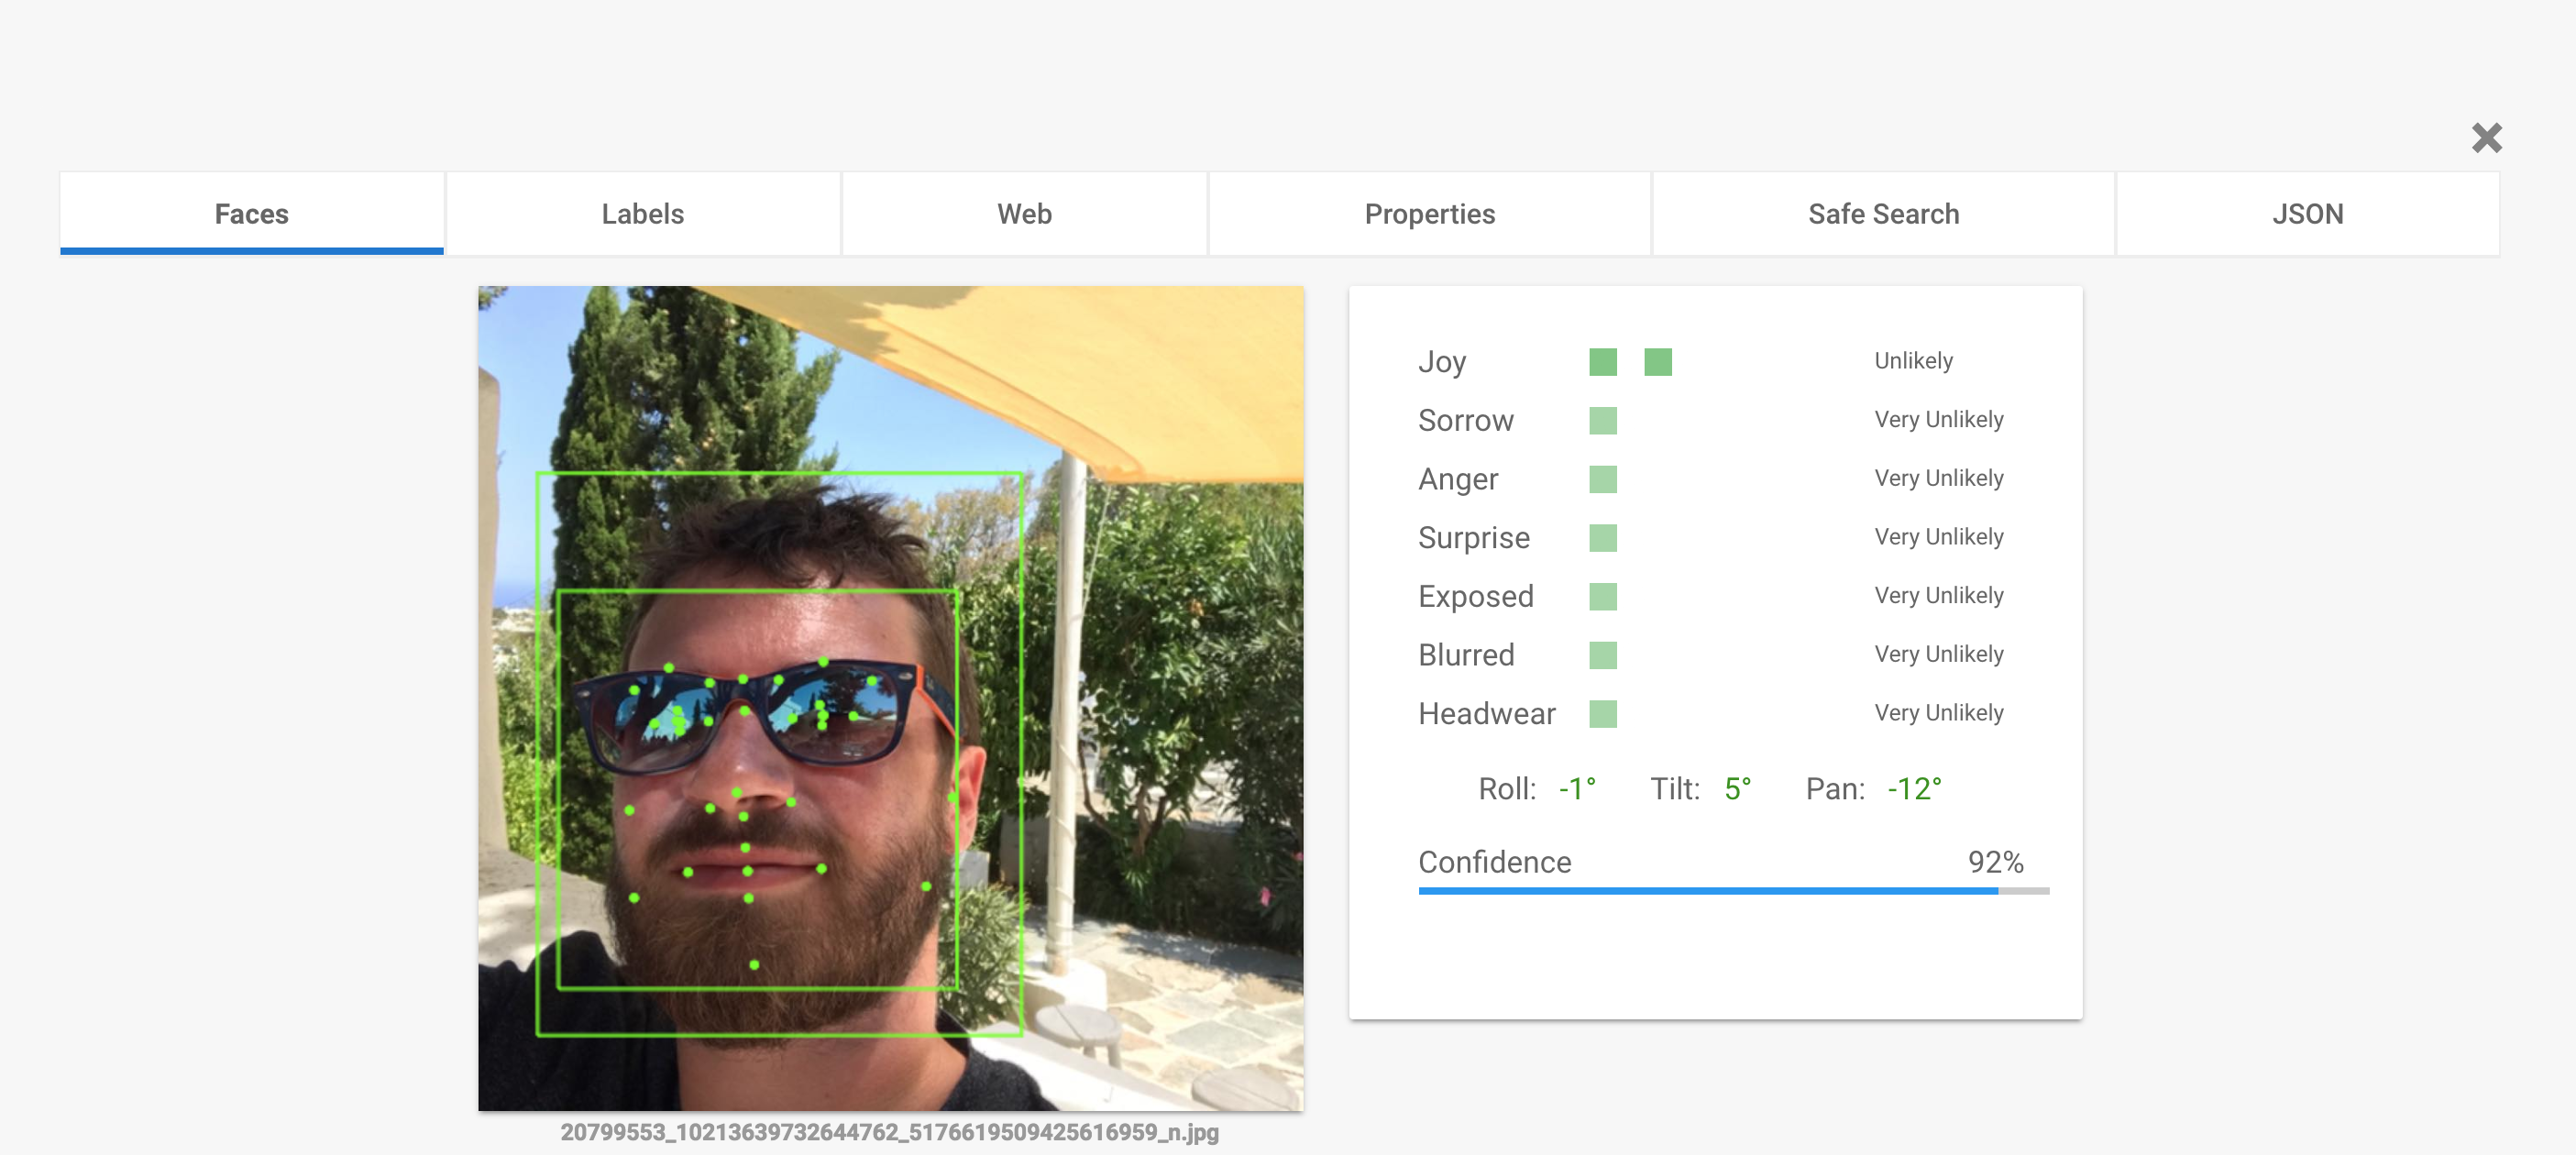 Faces
Labels
Web
Properties
Safe Search
JSON
Joy Unlikely
Sorrow Very Unlikely
Anger Very Unlikely
Surprise Very Unlikely
Exposed Very Unlikely
Blurred Very Unlikely
Headwear Very Unlikely
Roll: -1° Tilt: 5° Pan: -12°
Confidence 92%
20799553_10213639732644762_5176619509425616959_n.jpg